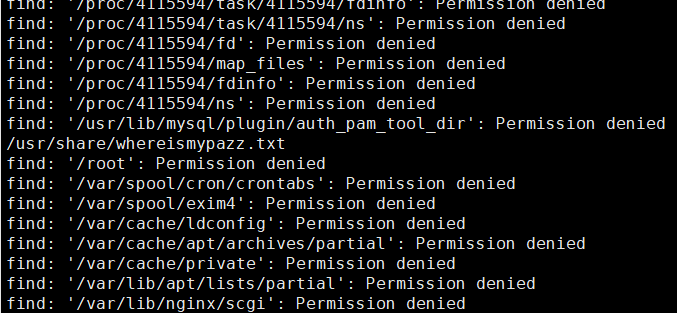 find: '/proc/4115594/task/4115594/fdinfo': Permission denied
find: '/proc/4115594/task/4115594/ns': Permission denied
find: '/proc/4115594/fd': Permission denied
find: '/proc/4115594/map_files': Permission denied
find: '/proc/4115594/fdinfo': Permission denied
find: '/proc/4115594/ns': Permission denied
find: '/usr/lib/mysql/plugin/auth_pam_tool_dir': Permission denied
/usr/share/whereismypazz.txt
find: '/root': Permission denied
find: '/var/spool/cron/crontabs': Permission denied
find: '/var/spool/exim4': Permission denied
find: '/var/cache/ldconfig': Permission denied
find: '/var/cache/apt/archives/partial': Permission denied
find: '/var/cache/private': Permission denied
find: '/var/lib/apt/lists/partial': Permission denied
find: '/var/lib/nginx/scgi': Permission denied